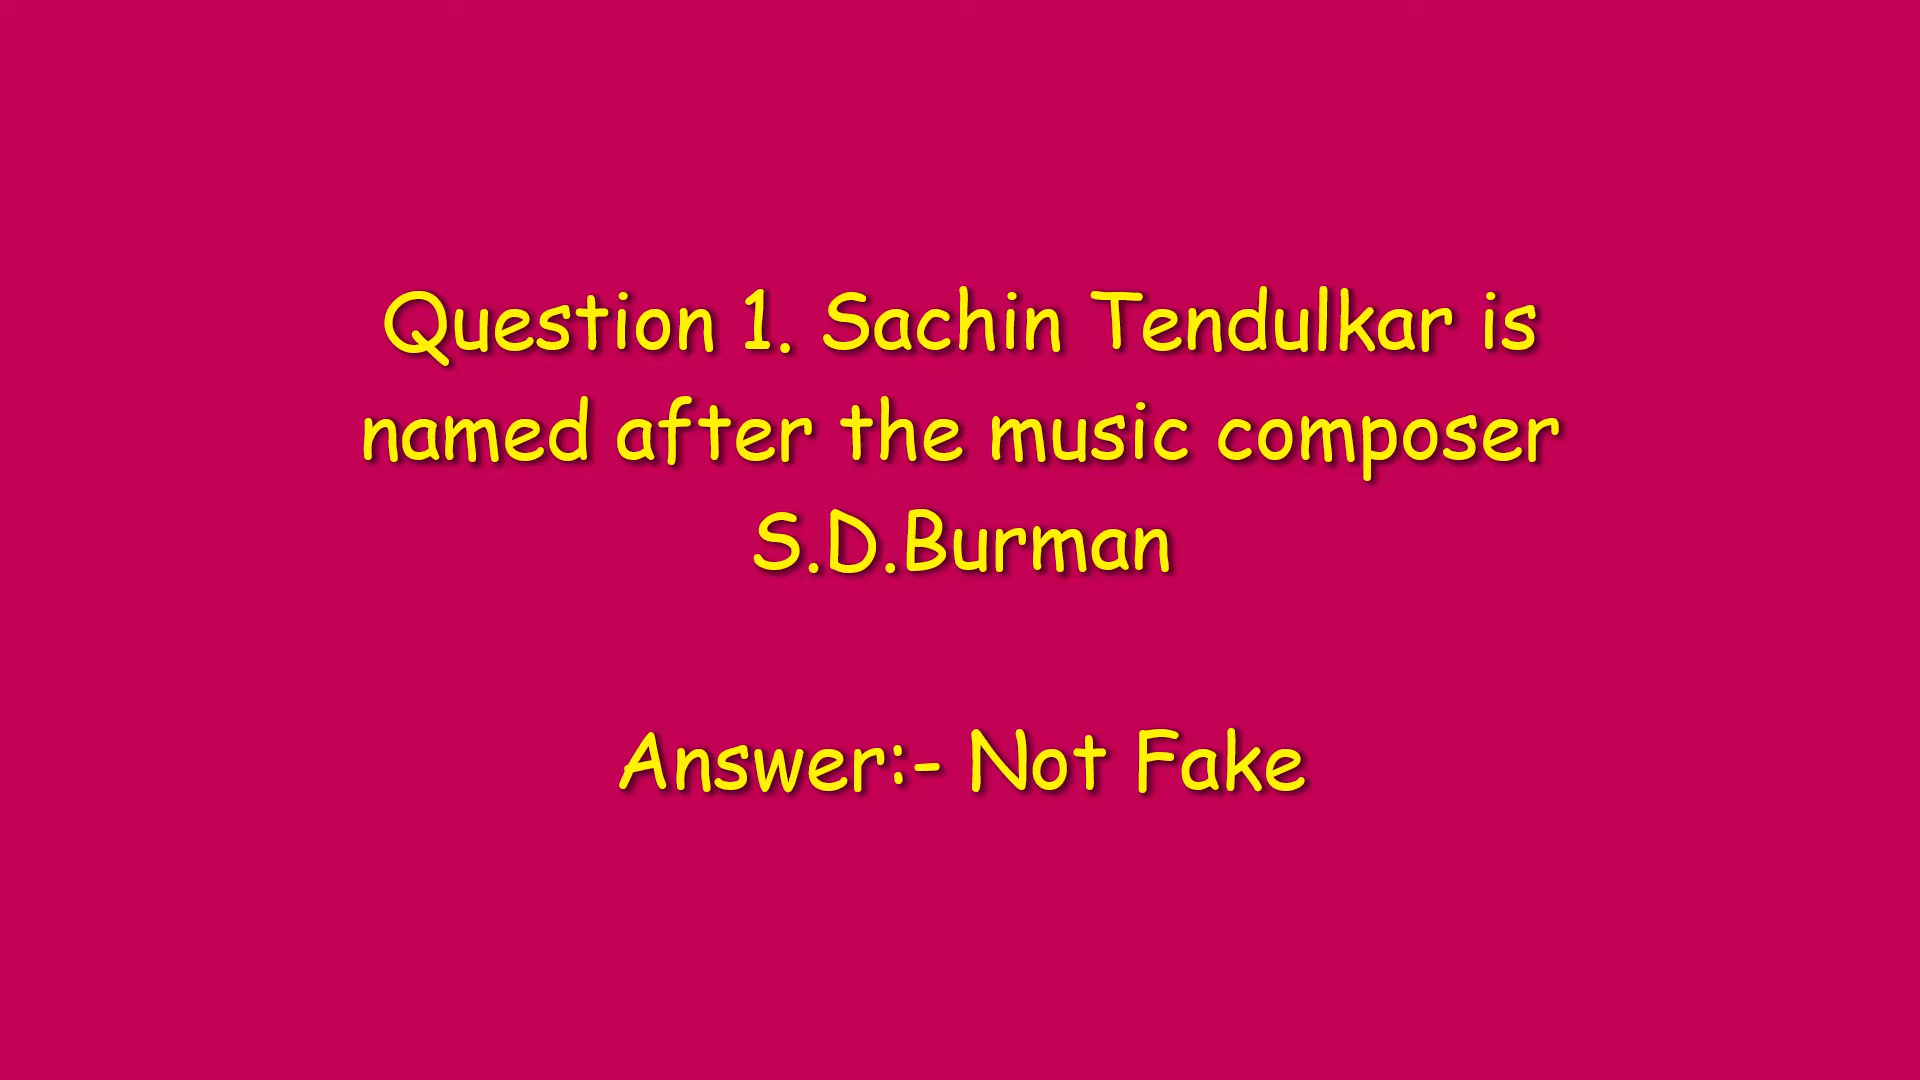 Question 1. Sachin Tendulkar is
named after the music composer
S.D.Burman
Answer:- Not Fake